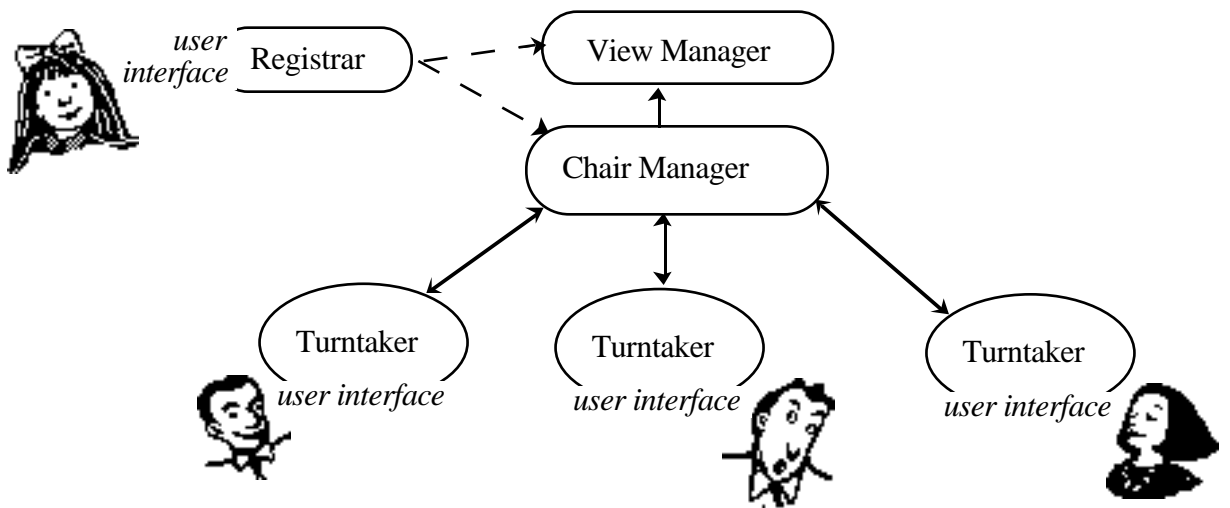 user
interface
Registrar
View Manager
Chair Manager
Turntaker
user interface
Turntaker
user interface
Turntaker
user interface